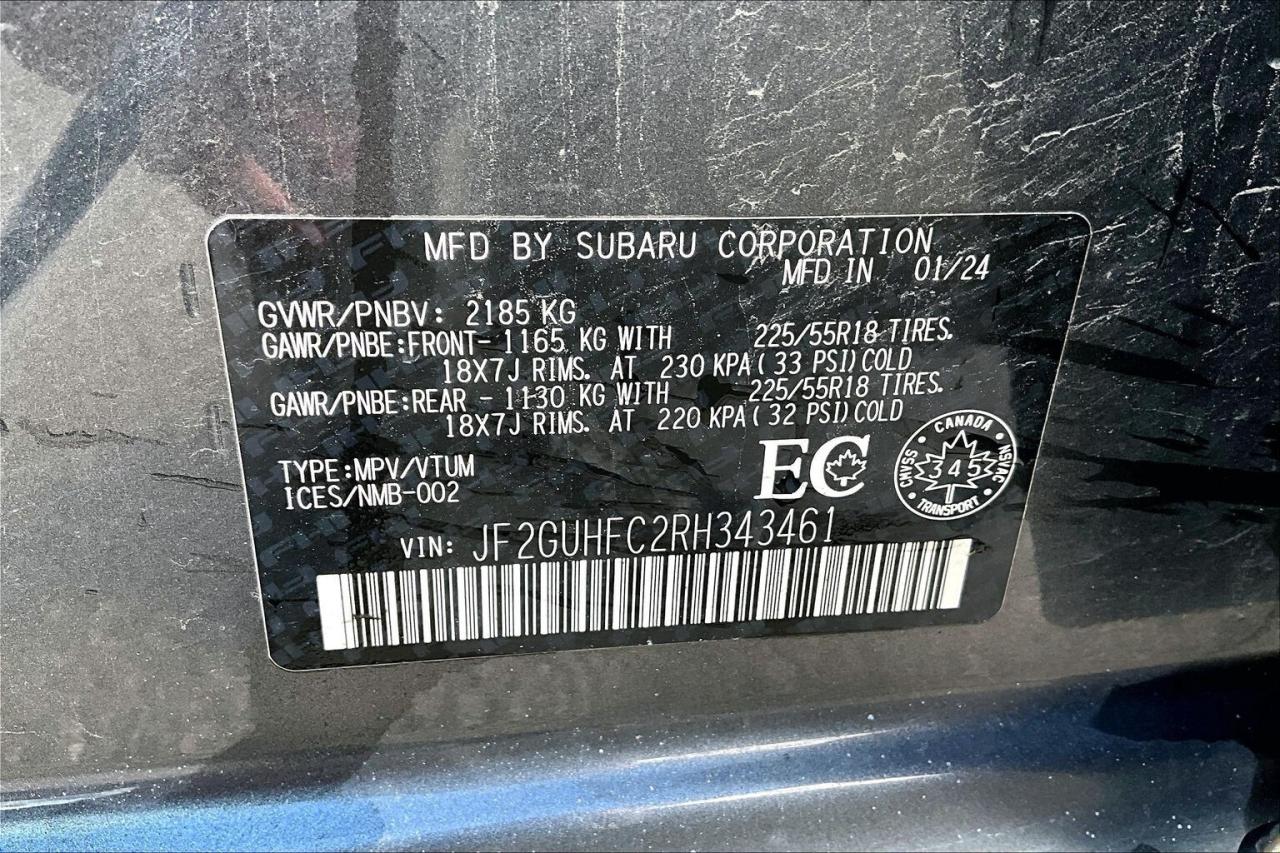 MFD BY SUBARU CORPORATION
MFD IN 01/24
GVWR/PNBV: 2185 KG
GAWR/PNBE:FRONT- 1165 KG WITH 225/55R18 TIRES.
18X7J RIMS. AT 230 KPA(33 PSI)COLD
GAWR/PNBE:REAR - 1130 KG WITH 225/55R18 TIRES.
18X7J RIMS. AT 220 KPA(32 PSI)COLD
TYPE:MPV/VTUM
ICES/NMB-002
EC
CANADA
CMVSS 345 NSVAC
TRANSPORT
VIN: JF2GUHFC2RH343461